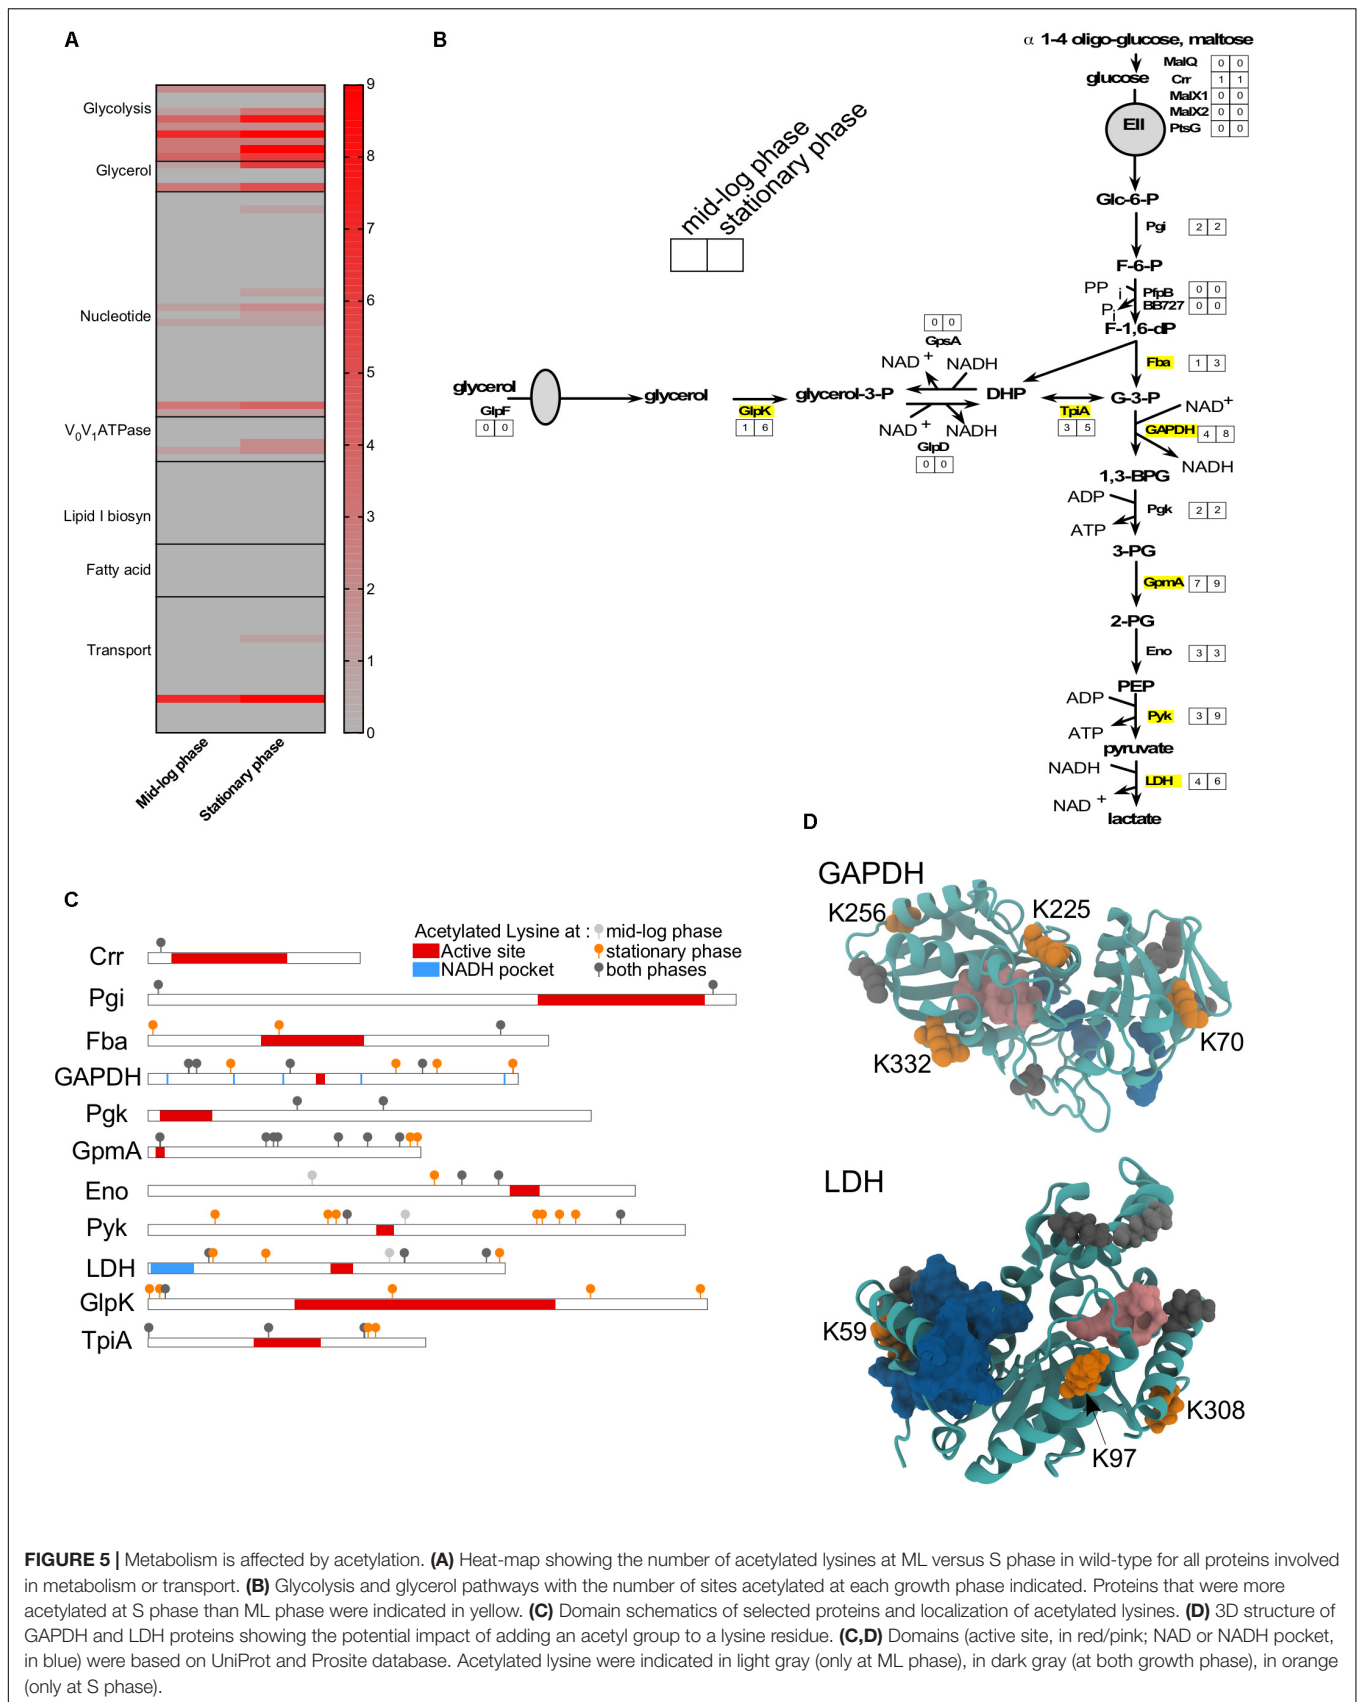 A
B
Glycolysis
Glycerol
Nucleotide
V0V1ATPase
Lipid I biosyn
Fatty acid
Transport
9
8
7
6
5
4
3
2
1
0
Mid-log phase
Stationary phase
mid-log phase
stationary phase
α 1-4 oligo-glucose, maltose
MalQ 0 0
glucose
Crr 1 1
MalX1 0 0
MalX2 0 0
PtsG 0 0
EII
Glc-6-P
Pgi 2 2
F-6-P
PPi
PfpB 0 0
Pi
BB727 0 0
F-1,6-dP
Fba 1 3
0 0
GpsA
NAD+ NADH
glycerol
GlpF
0 0
glycerol
GlpK
1 6
glycerol-3-P
DHP
NAD+ NADH
GlpD
0 0
TpiA
3 5
G-3-P
NAD+
GAPDH 4 8
NADH
1,3-BPG
ADP
Pgk 2 2
ATP
3-PG
GpmA 7 9
2-PG
Eno 3 3
PEP
ADP
Pyk 3 9
ATP
pyruvate
NADH
LDH 4 6
NAD+
lactate
C
Acetylated Lysine at :
mid-log phase
Active site
stationary phase
NADH pocket
both phases
Crr
Pgi
Fba
GAPDH
Pgk
GpmA
Eno
Pyk
LDH
GlpK
TpiA
D
GAPDH
K256
K225
K332
K70
LDH
K59
K308
K97
FIGURE 5 | Metabolism is affected by acetylation. (A) Heat-map showing the number of acetylated lysines at ML versus S phase in wild-type for all proteins involved
in metabolism or transport. (B) Glycolysis and glycerol pathways with the number of sites acetylated at each growth phase indicated. Proteins that were more
acetylated at S phase than ML phase were indicated in yellow. (C) Domain schematics of selected proteins and localization of acetylated lysines. (D) 3D structure of
GAPDH and LDH proteins showing the potential impact of adding an acetyl group to a lysine residue. (C,D) Domains (active site, in red/pink; NAD or NADH pocket,
in blue) were based on UniProt and Prosite database. Acetylated lysine were indicated in light gray (only at ML phase), in dark gray (at both growth phase), in orange
(only at S phase).